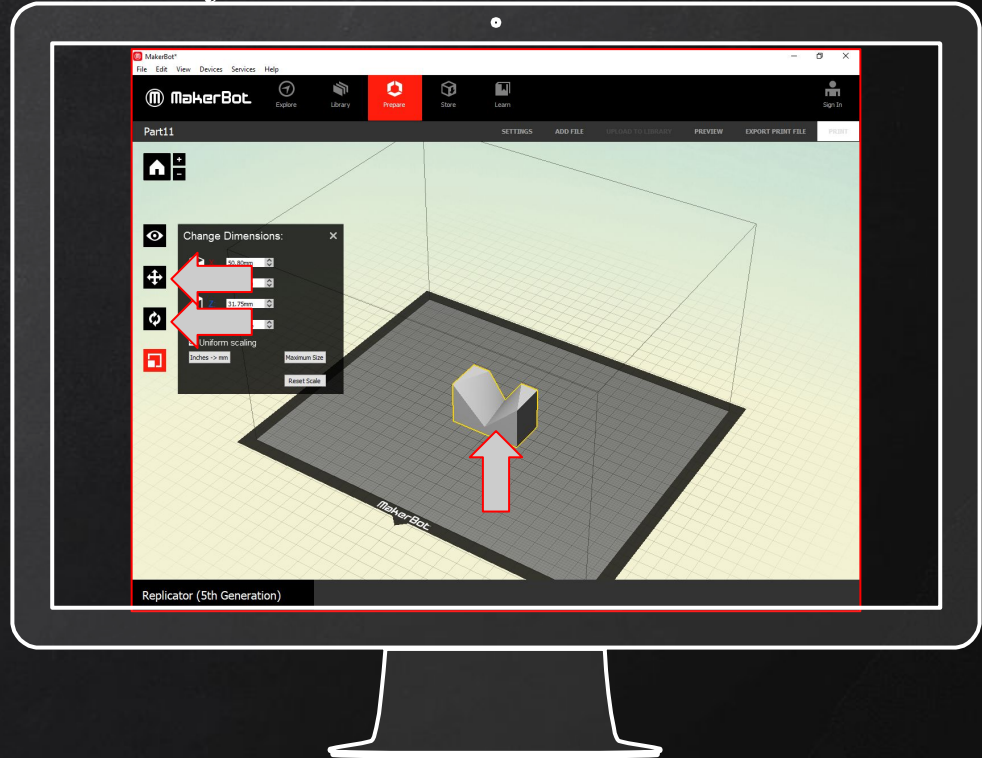 MakerBot*
File Edit View Devices Services Help
MakerBot
Explore
Library
Prepare
Store
Learn
Sign In
Part11
SETTINGS
ADD FILE
UPLOAD TO LIBRARY
PREVIEW
EXPORT PRINT FILE
PRINT
Change Dimensions:
50.80mm
Z
31.75mm
Uniform scaling
Inches -> mm
Maximum Size
Reset Scale
MakerBot
Replicator (5th Generation)